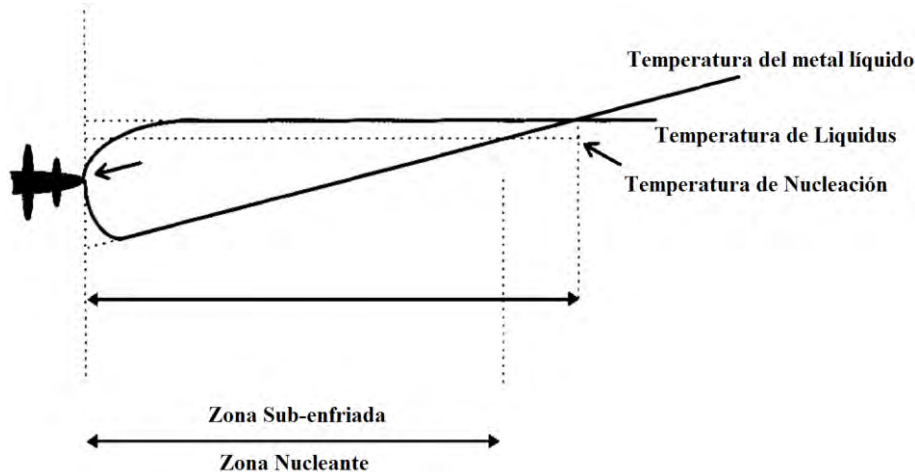 Temperatura del metal líquido
Temperatura de Liquidus
Temperatura de Nucleación
Zona Sub-enfriada
Zona Nucleante